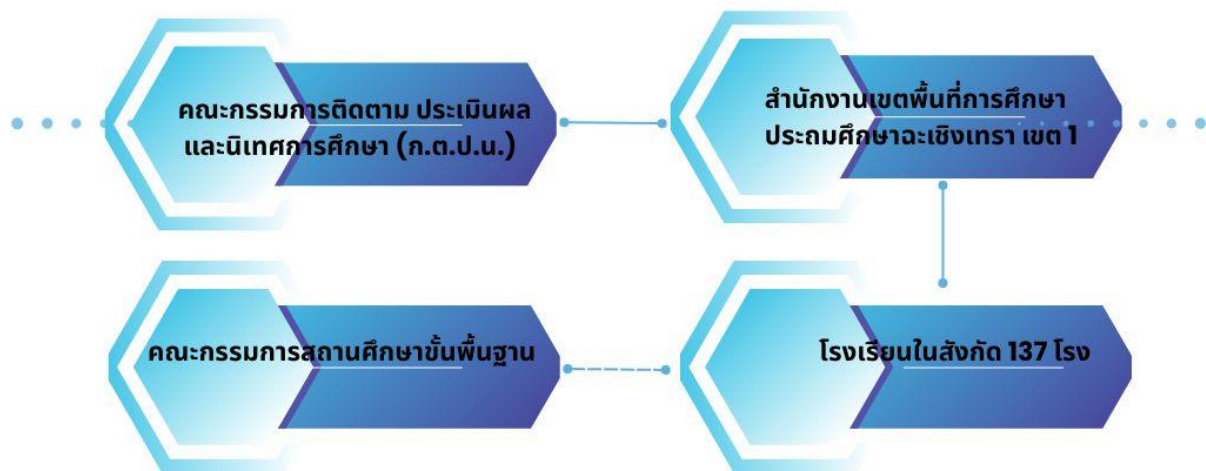 คณะกรรมการติดตาม ประเมินผล
และนิเทศการศึกษา (ก.ต.ป.น.)
สำนักงานเขตพื้นที่การศึกษา
ประถมศึกษาฉะเชิงเทรา เขต 1
คณะกรรมการสถานศึกษาขั้นพื้นฐาน
โรงเรียนในสังกัด 137 โรง